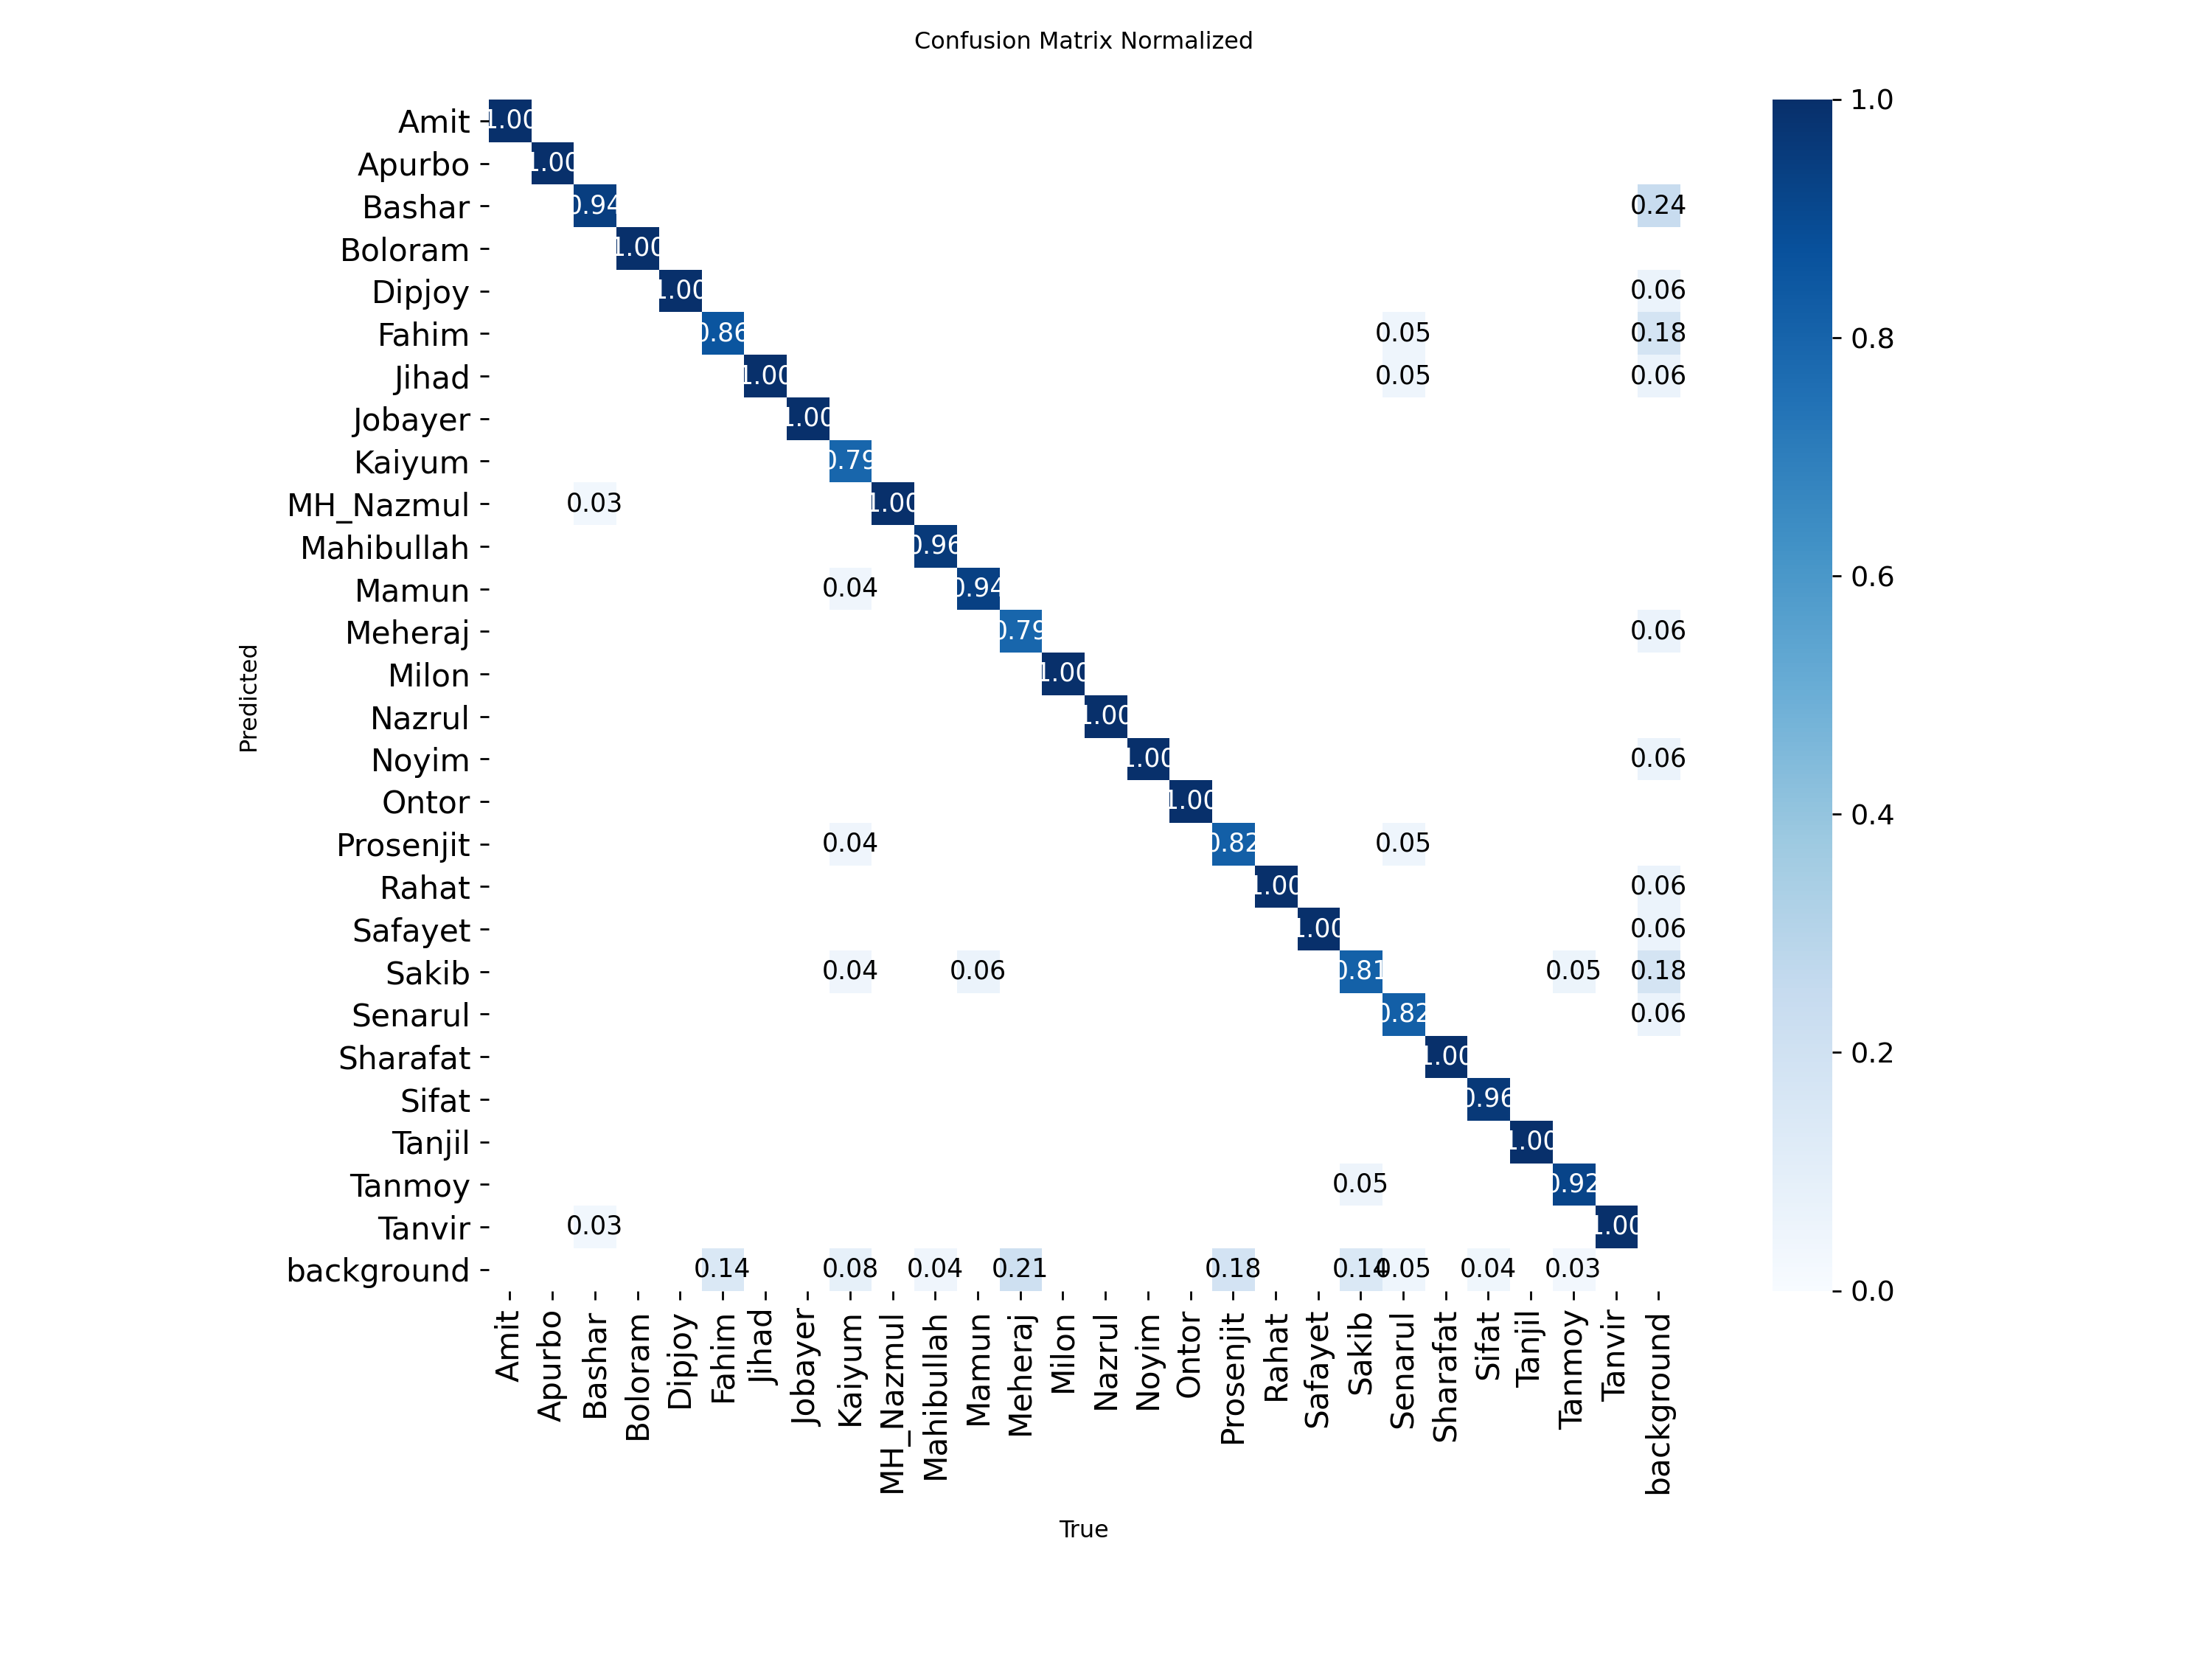 Confusion Matrix Normalized
Amit 1.00
Apurbo 1.00
Bashar 0.94 0.24
Boloram 1.00
Dipjoy 1.00 0.06
Fahim 0.86 0.05 0.18
Jihad 1.00 0.05 0.06
Jobayer 1.00
Kaiyum 0.79
MH_Nazmul 0.03 1.00
Mahibullah 0.96
Mamun 0.04 0.94
Meheraj 0.79 0.06
Milon 1.00
Nazrul 1.00
Noyim 1.00 0.06
Ontor 1.00
Prosenjit 0.04 0.82 0.05
Rahat 1.00 0.06
Safayet 1.00 0.06
Sakib 0.04 0.06 0.81 0.05 0.18
Senarul 0.82 0.06
Sharafat 1.00
Sifat 0.96
Tanjil 1.00
Tanmoy 0.05 0.92
Tanvir 0.03 1.00
background 0.14 0.08 0.04 0.21 0.18 0.14 0.05 0.04 0.03
Predicted
Amit Apurbo Bashar Boloram Dipjoy Fahim Jihad Jobayer Kaiyum MH_Nazmul Mahibullah Mamun Meheraj Milon Nazrul Noyim Ontor Prosenjit Rahat Safayet Sakib Senarul Sharafat Sifat Tanjil Tanmoy Tanvir background
True
1.0
0.8
0.6
0.4
0.2
0.0